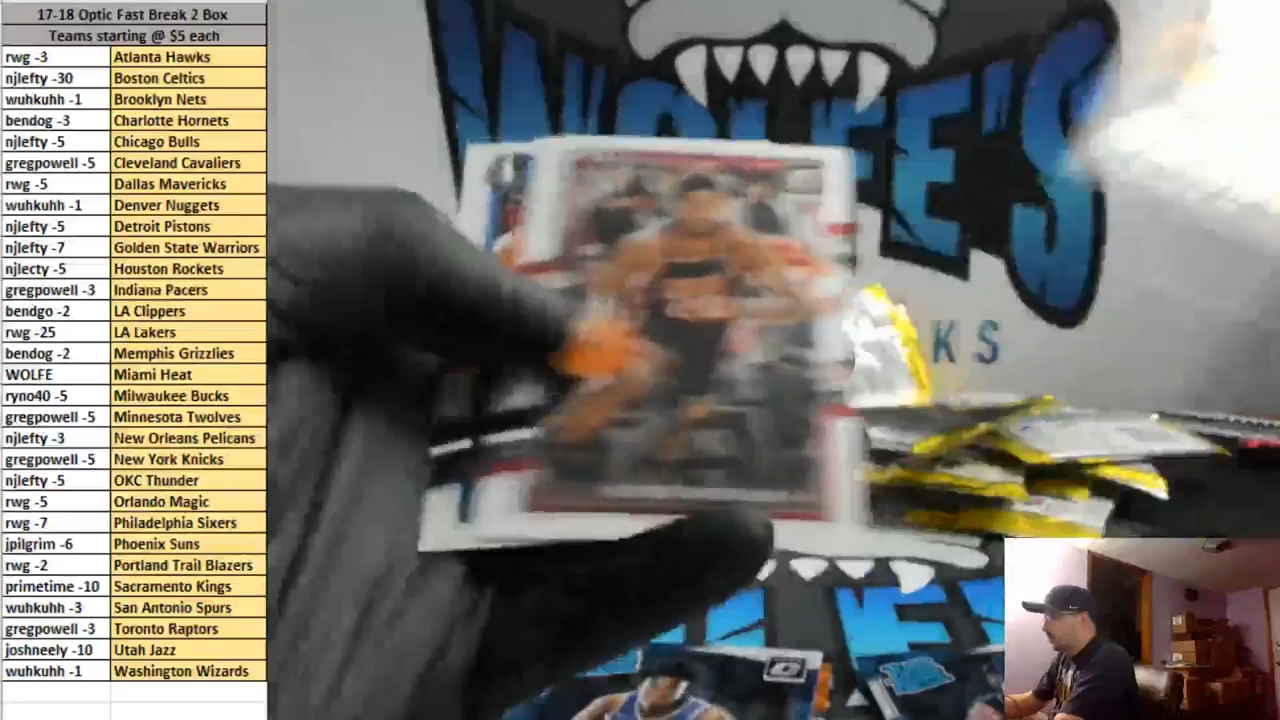 17-18 Optic Fast Break 2 Box
Teams starting @ $5 each
rwg -3 Atlanta Hawks
njlefty -30 Boston Celtics
wuhkuhh -1 Brooklyn Nets
bendog -3 Charlotte Hornets
njlefty -5 Chicago Bulls
gregpowell -5 Cleveland Cavaliers
rwg -5 Dallas Mavericks
wuhkuhh -1 Denver Nuggets
njlefty -5 Detroit Pistons
njlefty -7 Golden State Warriors
njlecty -5 Houston Rockets
gregpowell -3 Indiana Pacers
bendgo -2 LA Clippers
rwg -25 LA Lakers
bendog -2 Memphis Grizzlies
WOLFE Miami Heat
ryno40 -5 Milwaukee Bucks
gregpowell -5 Minnesota Twolves
njlefty -3 New Orleans Pelicans
gregpowell -5 New York Knicks
njlefty -5 OKC Thunder
rwg -5 Orlando Magic
rwg -7 Philadelphia Sixers
jpilgrim -6 Phoenix Suns
rwg -2 Portland Trail Blazers
primetime -10 Sacramento Kings
wuhkuhh -3 San Antonio Spurs
gregpowell -3 Toronto Raptors
joshneely -10 Utah Jazz
wuhkuhh -1 Washington Wizards
WOLFE'S
KS